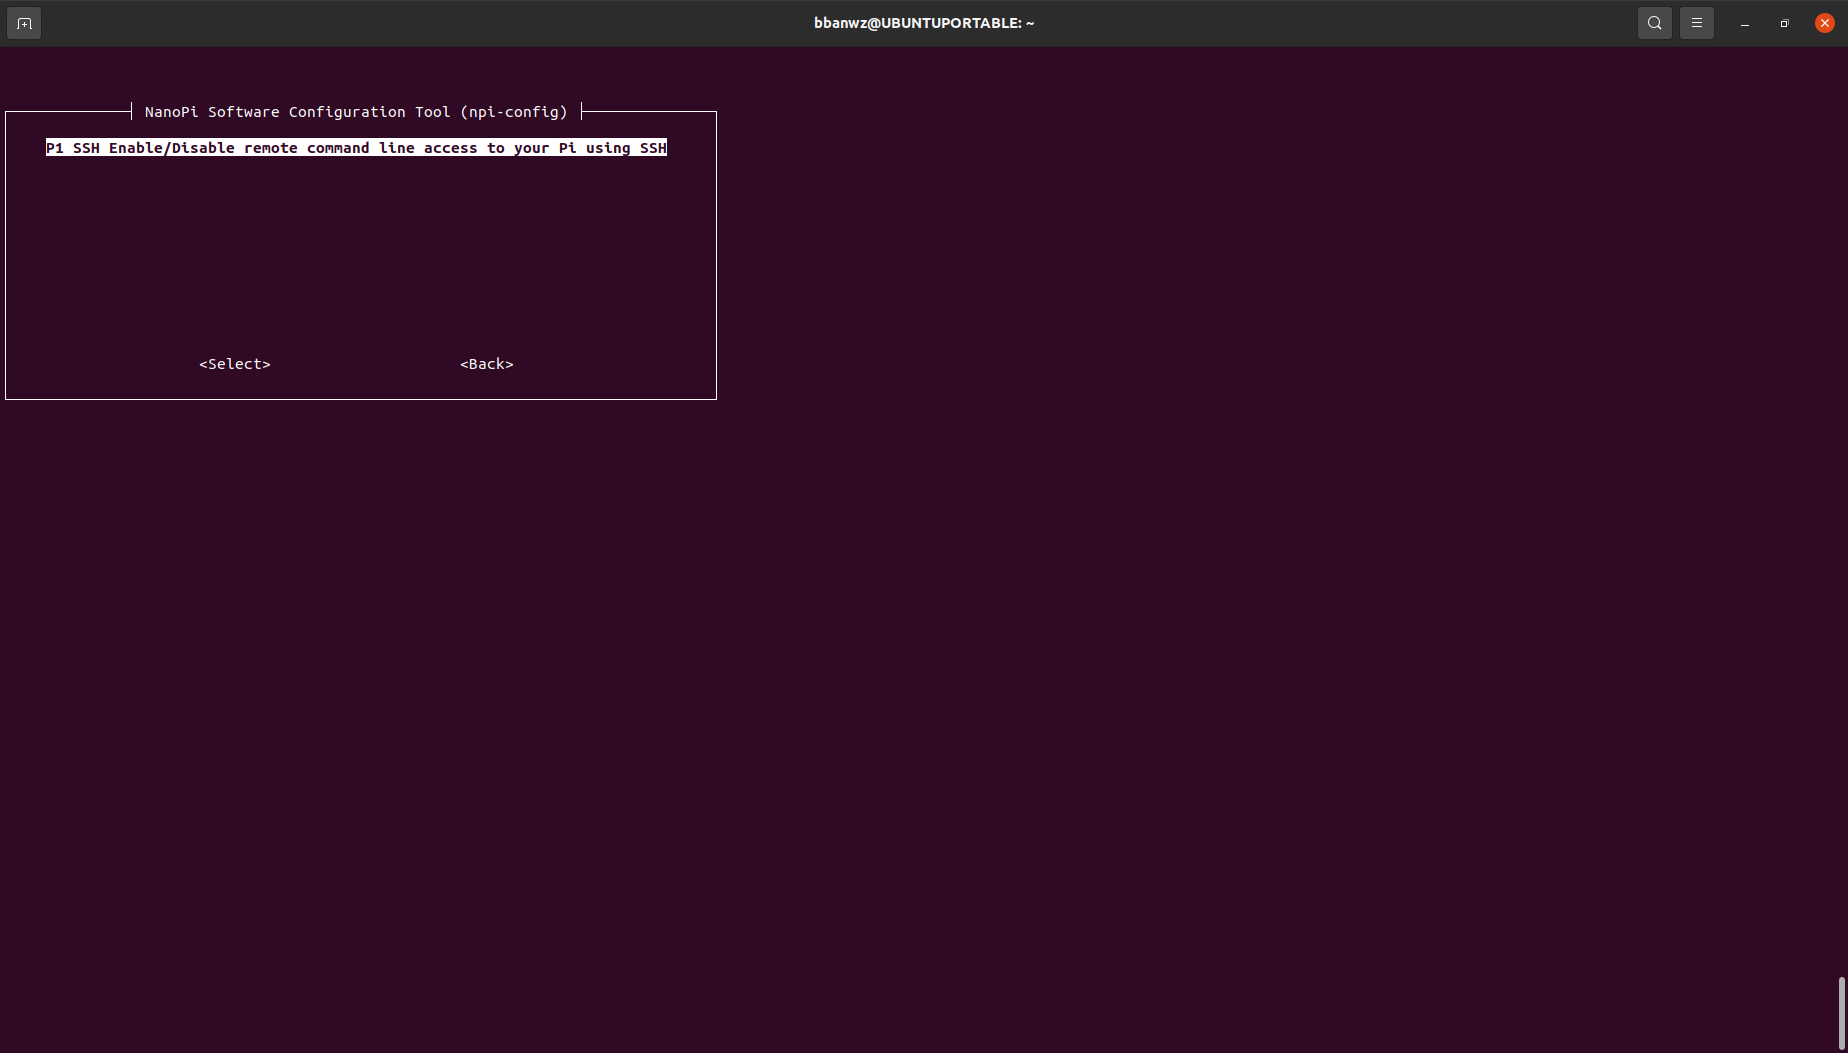 bbanwz@UBUNTUPORTABLE: ~
NanoPi Software Configuration Tool (npi-config)
P1 SSH Enable/Disable remote command line access to your Pi using SSH
<Select> <Back>